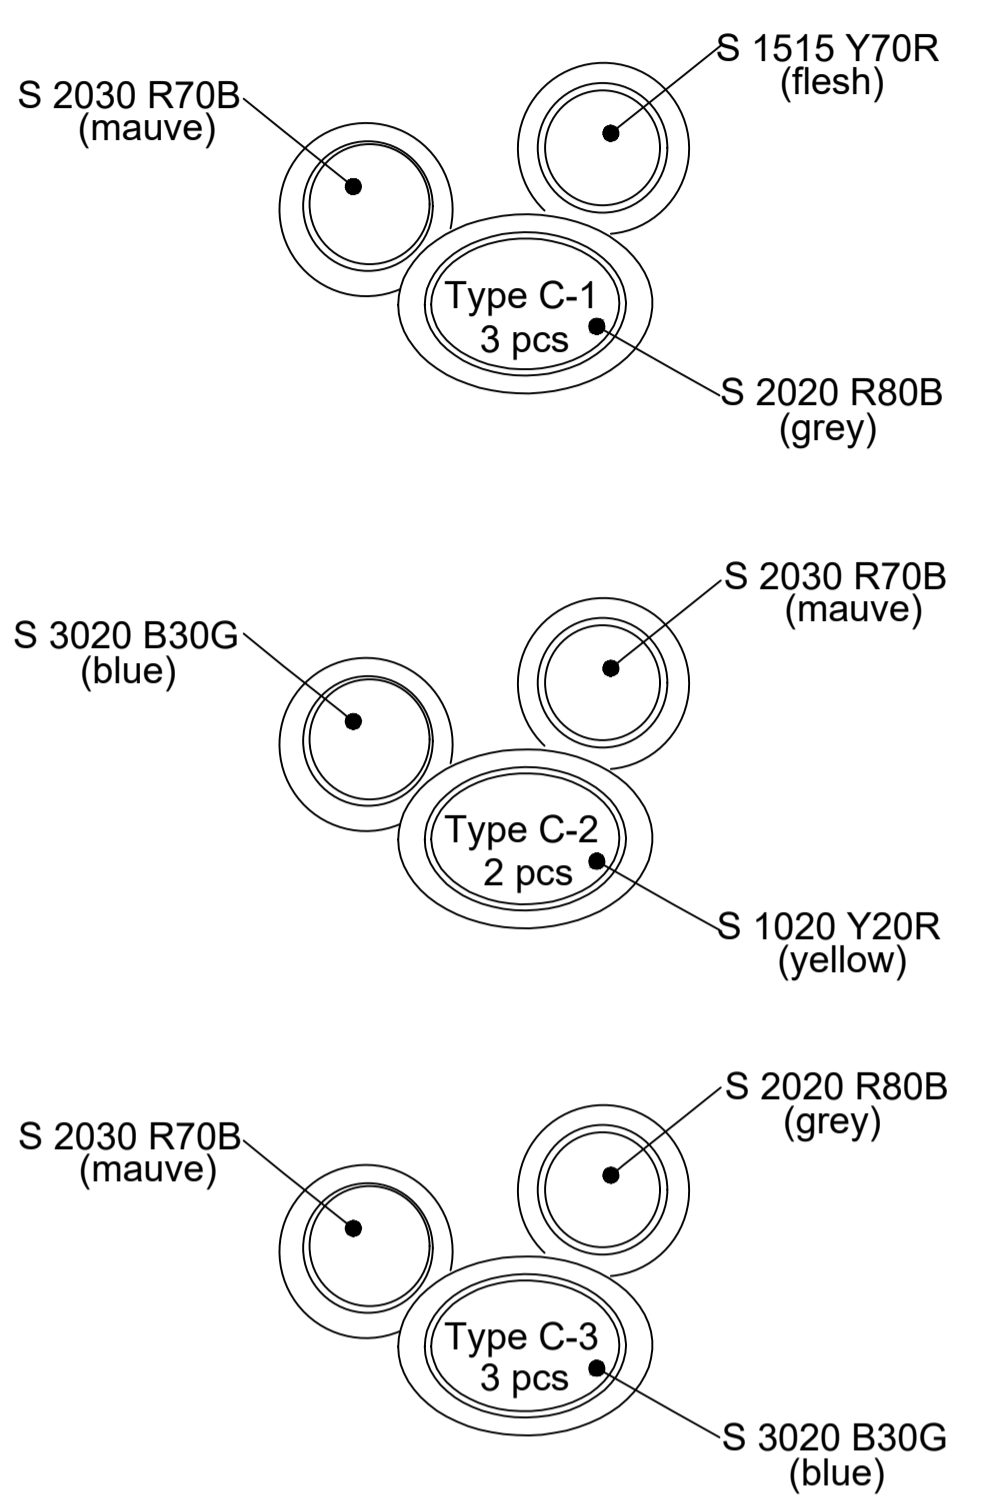 S 1515 Y70R
(flesh)
S 2030 R70B
(mauve)
Type C-1
3 pcs
S 2020 R80B
(grey)
S 2030 R70B
(mauve)
S 3020 B30G
(blue)
Type C-2
2 pcs
S 1020 Y20R
(yellow)
S 2020 R80B
(grey)
S 2030 R70B
(mauve)
Type C-3
3 pcs
S 3020 B30G
(blue)